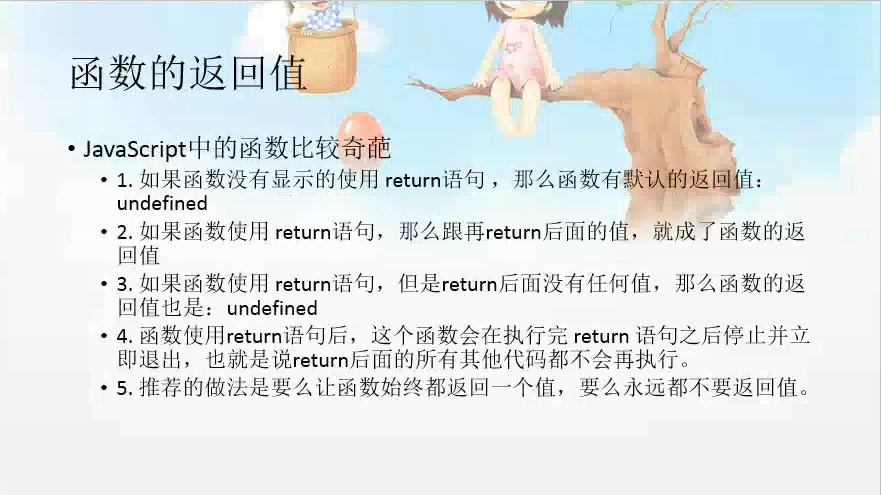 函数的返回值
• JavaScript中的函数比较奇葩
• 1. 如果函数没有显示的使用 return语句 ，那么函数有默认的返回值：
undefined
• 2. 如果函数使用 return语句，那么跟再return后面的值，就成了函数的返
回值
• 3. 如果函数使用 return语句，但是return后面没有任何值，那么函数的返
回值也是：undefined
• 4. 函数使用return语句后，这个函数会在执行完 return 语句之后停止并立
即退出，也就是说return后面的所有其他代码都不会再执行。
• 5. 推荐的做法是要么让函数始终都返回一个值，要么永远都不要返回值。